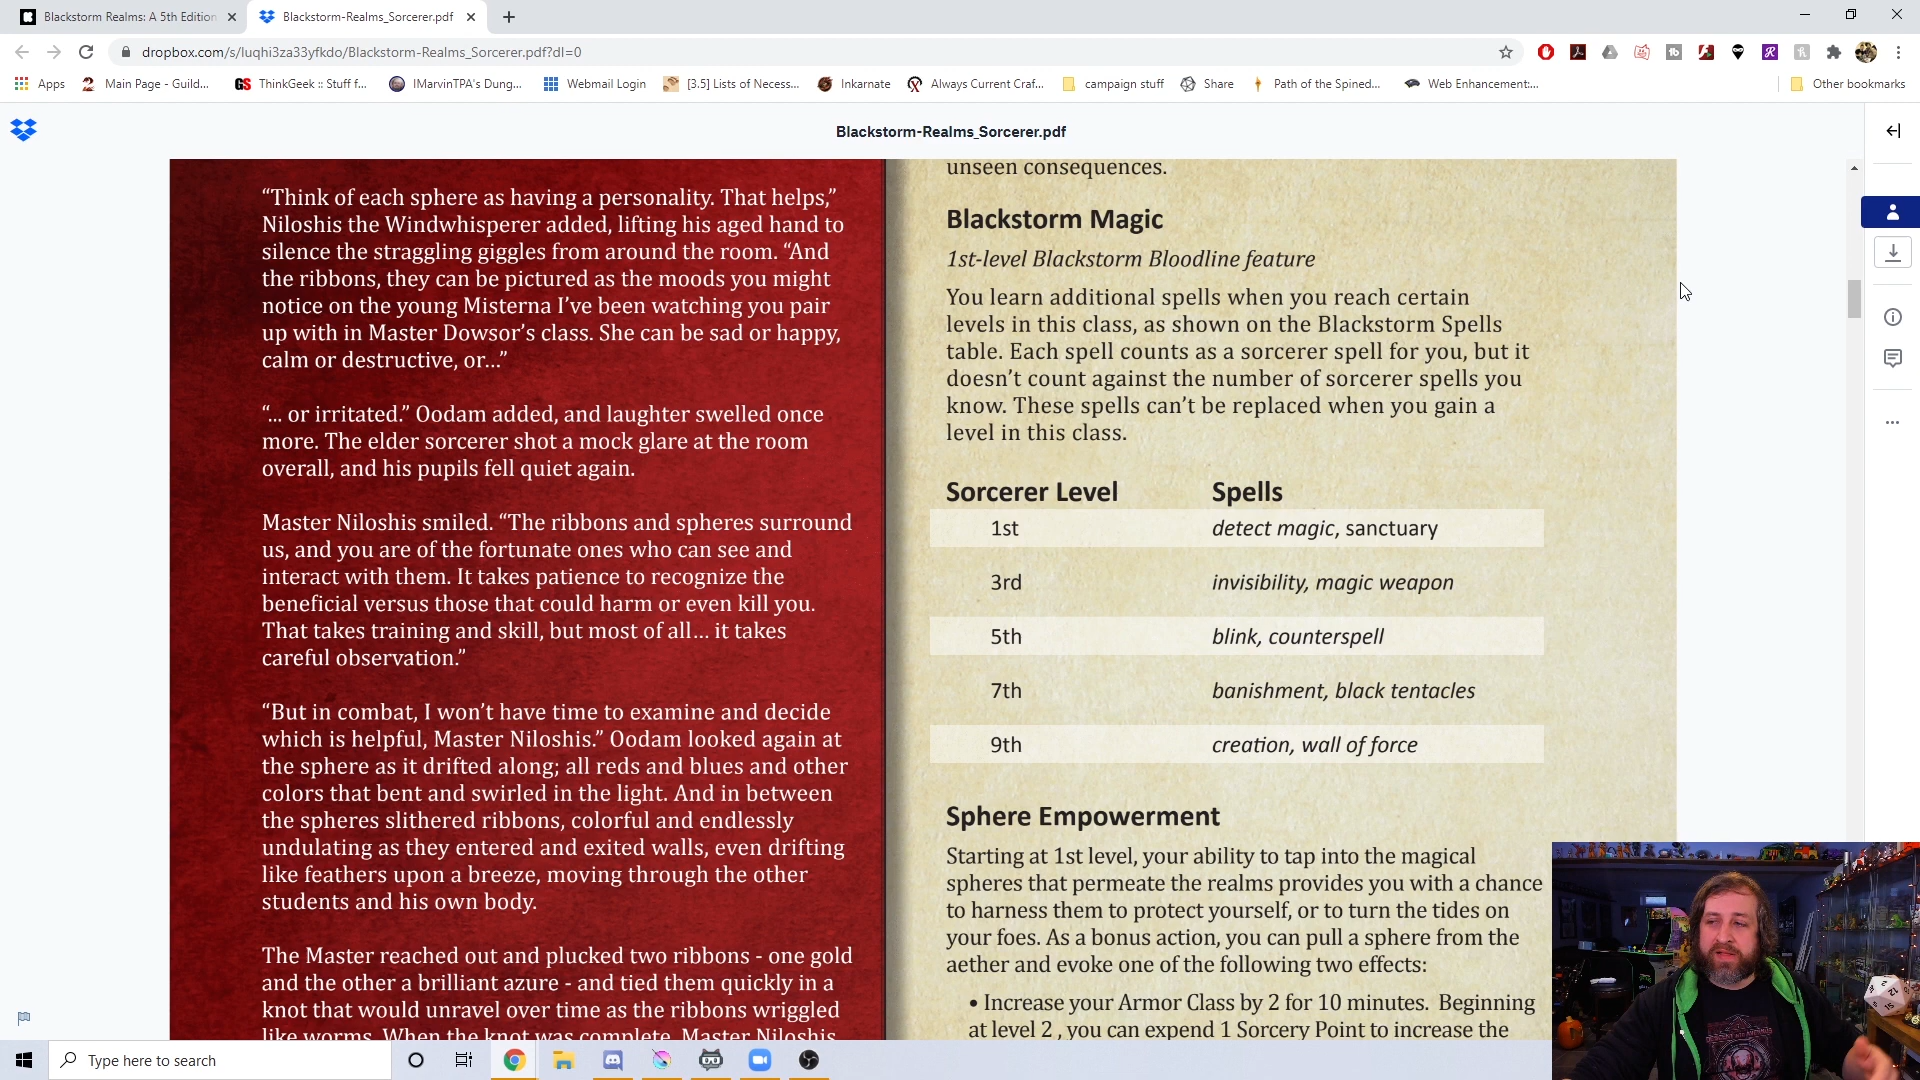 Blackstorm Realms: A 5th Edition
Blackstorm-Realms_Sorcerer.pdf
dropbox.com/s/luqhi3za33yfkdo/Blackstorm-Realms_Sorcerer.pdf?dl=0
Apps
Main Page - Guild...
ThinkGeek :: Stuff f...
IMarvinTPA's Dung...
Webmail Login
[3.5] Lists of Necess...
Inkarnate
Always Current Craf...
campaign stuff
Share
Path of the Spined...
Web Enhancement:...
Other bookmarks
Blackstorm-Realms_Sorcerer.pdf
“Think of each sphere as having a personality. That helps,”
Niloshis the Windwhisperer added, lifting his aged hand to
silence the straggling giggles from around the room. “And
the ribbons, they can be pictured as the moods you might
notice on the young Misterna I’ve been watching you pair
up with in Master Dowsor’s class. She can be sad or happy,
calm or destructive, or...”
“... or irritated.” Oodam added, and laughter swelled once
more. The elder sorcerer shot a mock glare at the room
overall, and his pupils fell quiet again.
Master Niloshis smiled. “The ribbons and spheres surround
us, and you are of the fortunate ones who can see and
interact with them. It takes patience to recognize the
beneficial versus those that could harm or even kill you.
That takes training and skill, but most of all... it takes
careful observation.”
“But in combat, I won’t have time to examine and decide
which is helpful, Master Niloshis.” Oodam looked again at
the sphere as it drifted along; all reds and blues and other
colors that bent and swirled in the light. And in between
the spheres slithered ribbons, colorful and endlessly
undulating as they entered and exited walls, even drifting
like feathers upon a breeze, moving through the other
students and his own body.
The Master reached out and plucked two ribbons - one gold
and the other a brilliant azure - and tied them quickly in a
knot that would unravel over time as the ribbons wriggled
like worms. When the knot was complete, Master Niloshis
unseen consequences.
Blackstorm Magic
1st-level Blackstorm Bloodline feature
You learn additional spells when you reach certain
levels in this class, as shown on the Blackstorm Spells
table. Each spell counts as a sorcerer spell for you, but it
doesn’t count against the number of sorcerer spells you
know. These spells can’t be replaced when you gain a
level in this class.
Sorcerer Level Spells
1st detect magic, sanctuary
3rd invisibility, magic weapon
5th blink, counterspell
7th banishment, black tentacles
9th creation, wall of force
Sphere Empowerment
Starting at 1st level, your ability to tap into the magical
spheres that permeate the realms provides you with a chance
to harness them to protect yourself, or to turn the tides on
your foes. As a bonus action, you can pull a sphere from the
aether and evoke one of the following two effects:
• Increase your Armor Class by 2 for 10 minutes. Beginning
at level 2 , you can expend 1 Sorcery Point to increase the
Type here to search